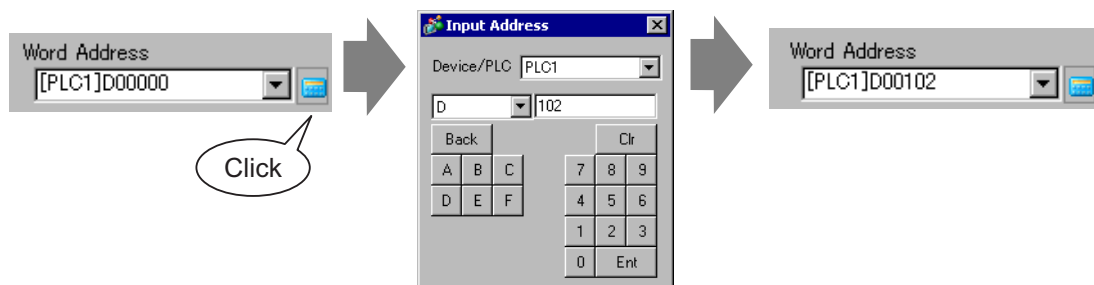 Word Address
[PLC1]D00000
Click
Input Address
Device/PLC PLC1
D 102
Back Clr
A B C 7 8 9
D E F 4 5 6
1 2 3
0 Ent
Word Address
[PLC1]D00102